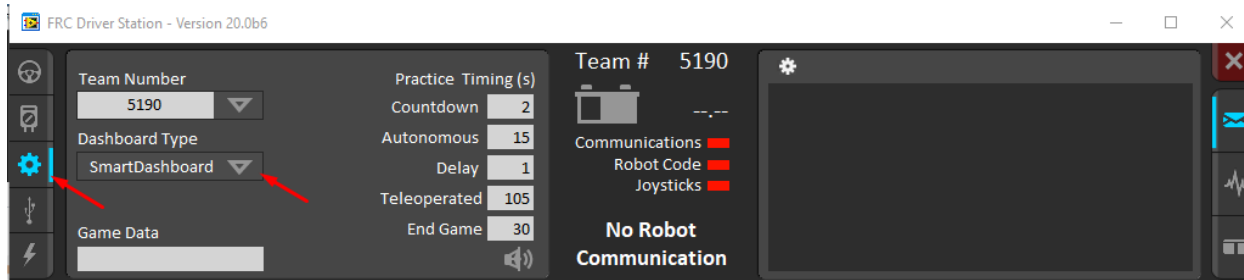 FRC Driver Station - Version 20.0b6
Team Number
5190
Dashboard Type
SmartDashboard
Game Data
Practice Timing (s)
Countdown 2
Autonomous 15
Delay 1
Teleoperated 105
End Game 30
Team # 5190
--.--
Communications
Robot Code
Joysticks
No Robot
Communication